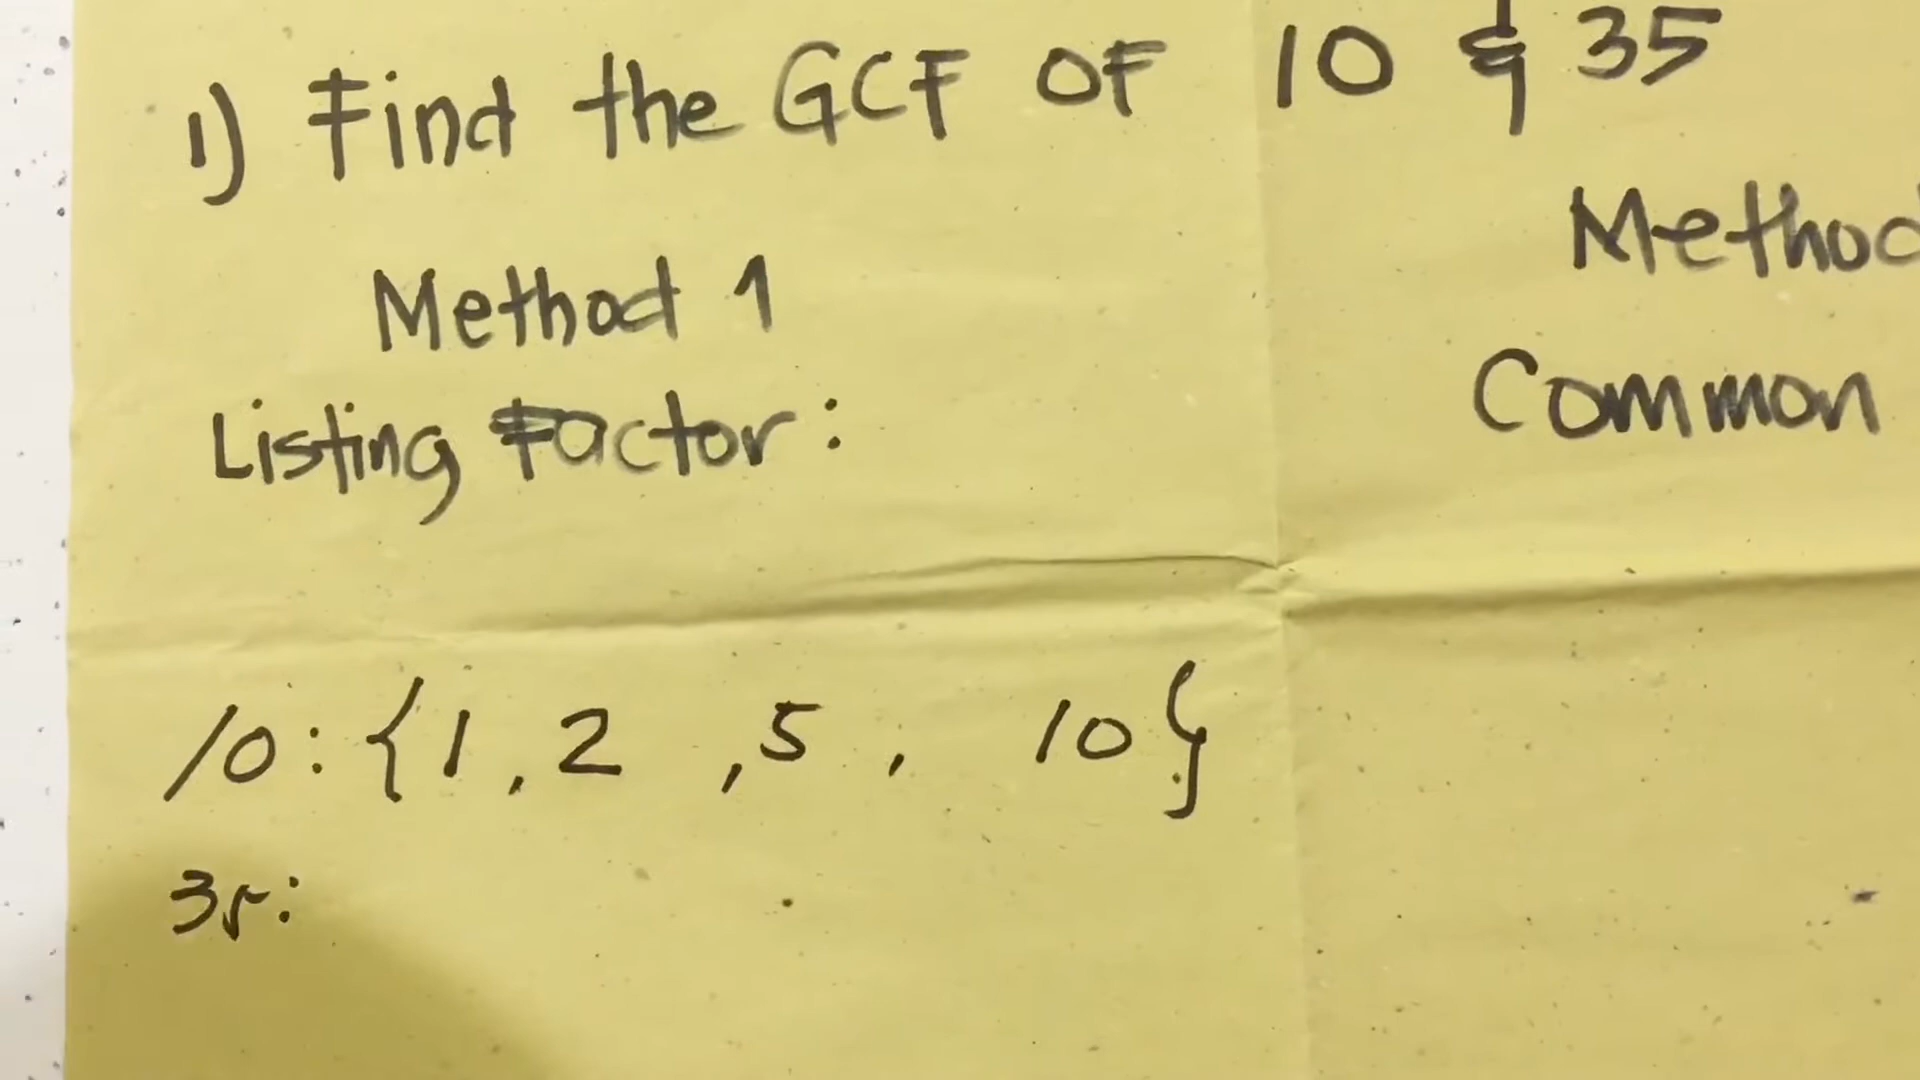 1) Find the GCF OF 10 & 35
Method 1
Listing Factor:
Method
Common
10: {1, 2, 5, 10}
35: